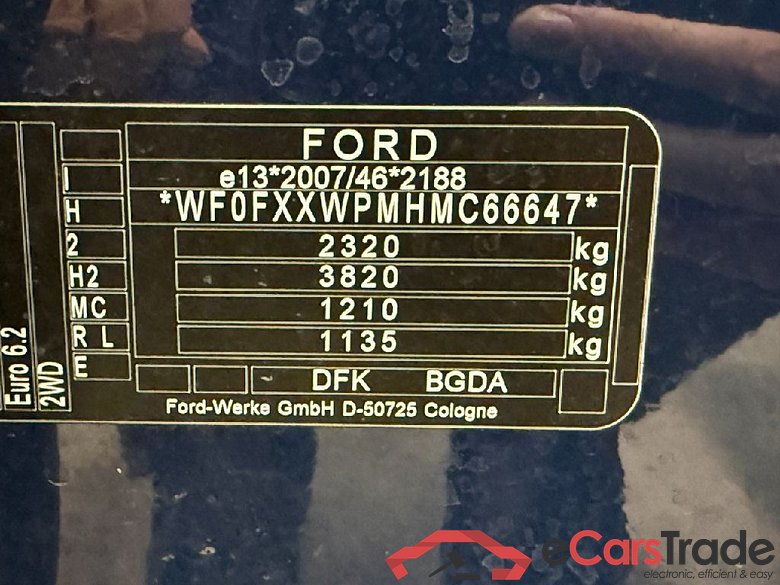 FORD
I e13*2007/46*2188
H *WF0FXXWPMHMC66647*
2 2320 kg
H2 3820 kg
MC 1210 kg
R L 1135 kg
E
DFK BGDA
Ford-Werke GmbH D-50725 Cologne
Euro 6.2
2WD
eCarsTrade
electronic, efficient & easy